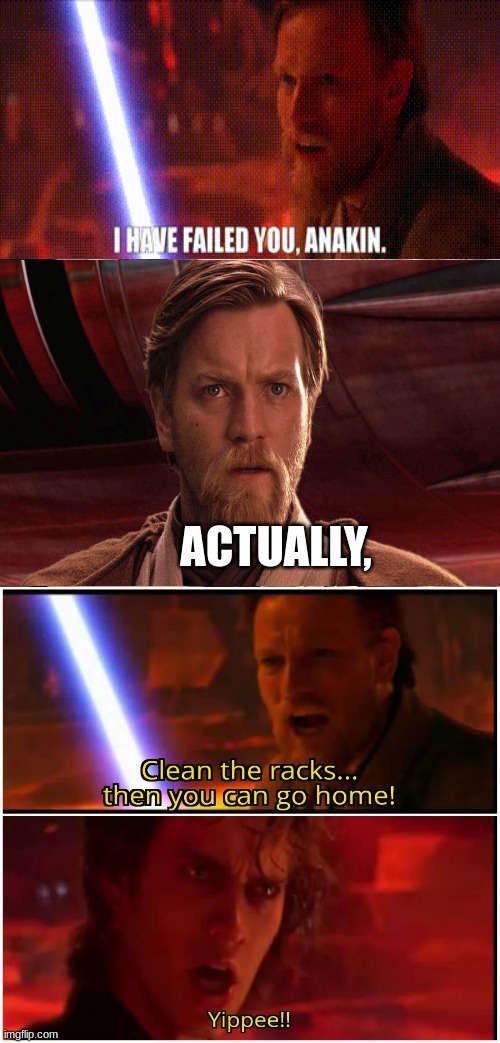 I HAVE FAILED YOU, ANAKIN.
ACTUALLY,
Clean the racks...
then you can go home!
Yippee!!
imgflip.com